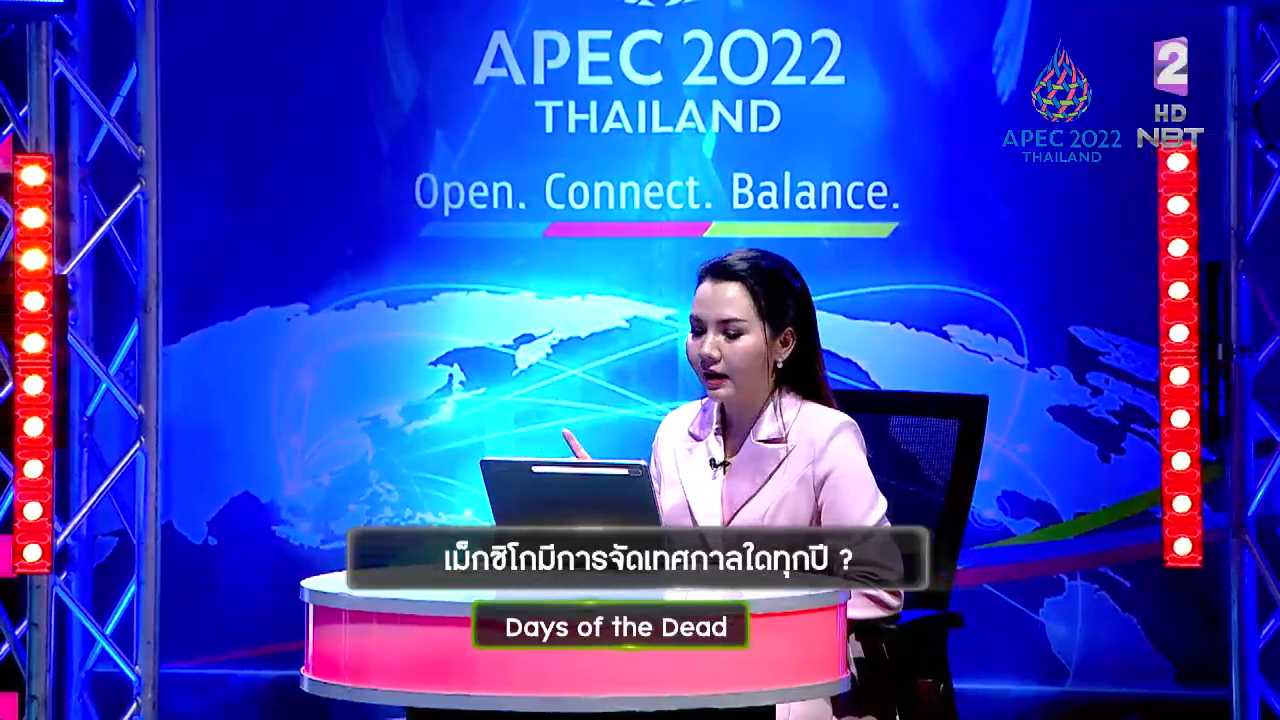 APEC 2022
THAILAND
Open. Connect. Balance.
APEC 2022
THAILAND
2
HD
NBT
เม็กซิโกมีการจัดเทศกาลใดทุกปี ?
Days of the Dead